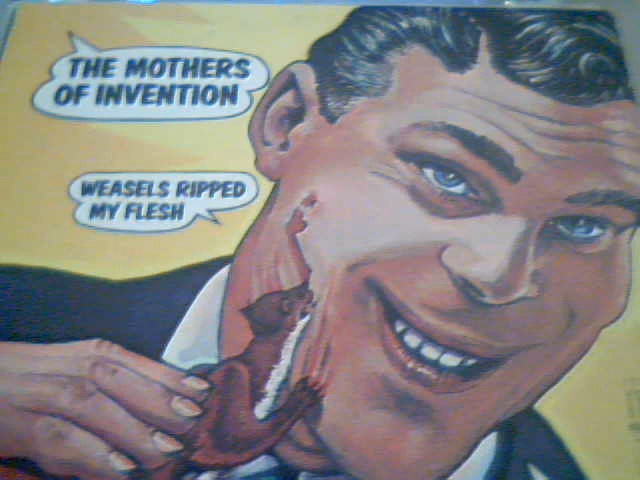 THE MOTHERS
OF INVENTION
WEASELS RIPPED
MY FLESH